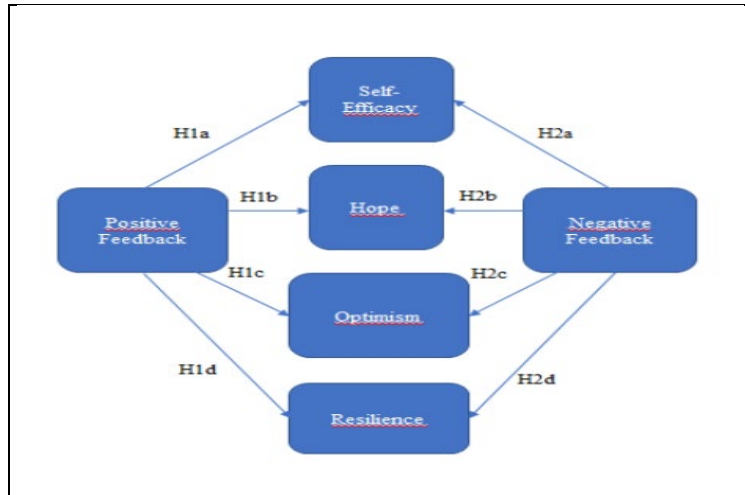 Self-
Efficacy
H1a
H2a
H1b
Hope
H2b
Positive
Feedback
Negative
Feedback
H1c
H2c
Optimism
H1d
H2d
Resilience